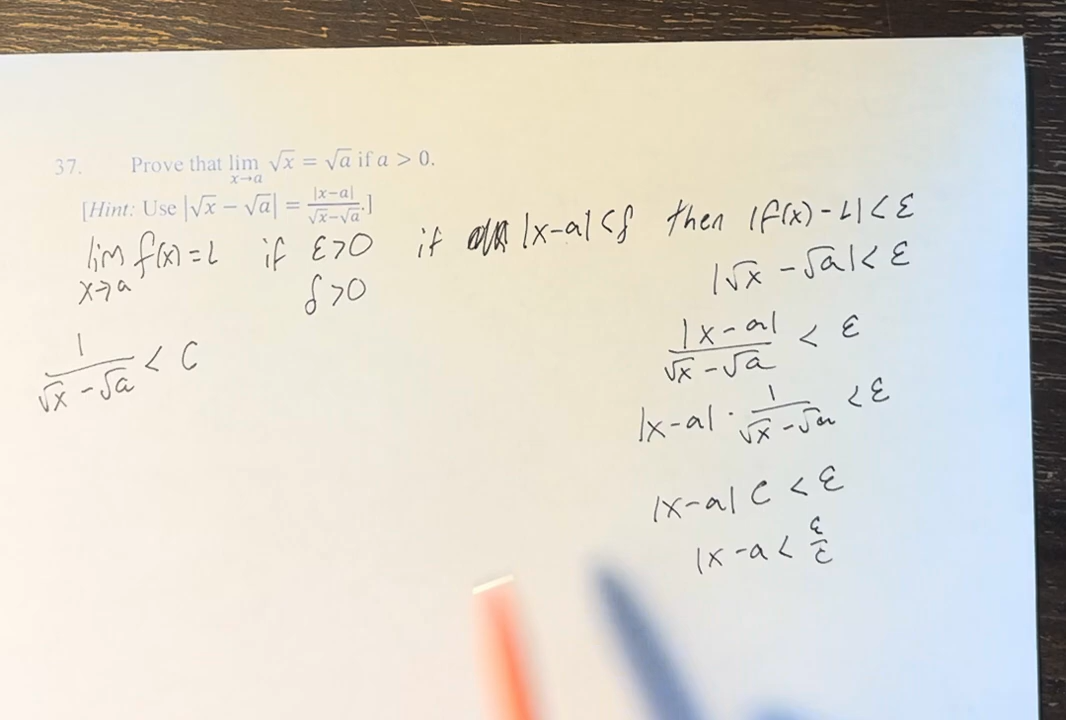 37. Prove that lim √x = √a if a > 0.
x→a
[Hint: Use |√x − √a| = |x−a| / √x−√a.]
lim f(x) = L if ε>0 if |x-a|<δ then |f(x) - L| < ε
x→a δ>0
|√x - √a| < ε
1 / √x - √a < C
|x-a| / √x - √a < ε
|x-a| · 1 / √x - √a < ε
|x-a| C < ε
|x-a < ε / C